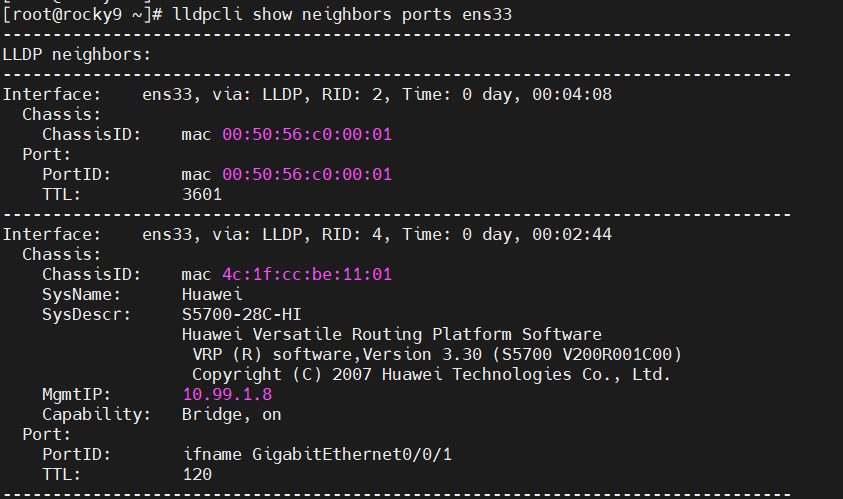 [root@rocky9 ~]# lldpcli show neighbors ports ens33
-------------------------------------------------------------------------------
LLDP neighbors:
-------------------------------------------------------------------------------
Interface:    ens33, via: LLDP, RID: 2, Time: 0 day, 00:04:08
  Chassis:
    ChassisID:    mac 00:50:56:c0:00:01
  Port:
    PortID:       mac 00:50:56:c0:00:01
    TTL:          3601
-------------------------------------------------------------------------------
Interface:    ens33, via: LLDP, RID: 4, Time: 0 day, 00:02:44
  Chassis:
    ChassisID:    mac 4c:1f:cc:be:11:01
    SysName:      Huawei
    SysDescr:     S5700-28C-HI
                  Huawei Versatile Routing Platform Software
                   VRP (R) software,Version 3.30 (S5700 V200R001C00)
                   Copyright (C) 2007 Huawei Technologies Co., Ltd.
    MgmtIP:       10.99.1.8
    Capability:   Bridge, on
  Port:
    PortID:       ifname GigabitEthernet0/0/1
    TTL:          120
-------------------------------------------------------------------------------